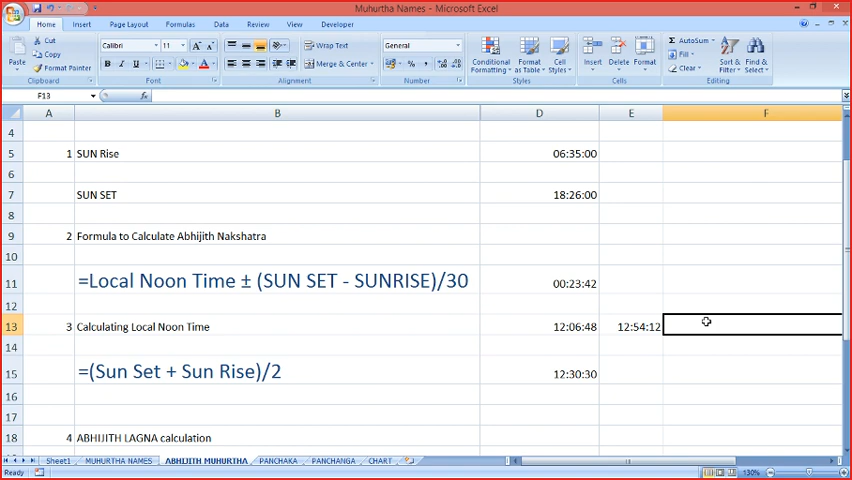 Muhurtha Names - Microsoft Excel
Home Insert Page Layout Formulas Data Review View Developer
Paste
Cut
Copy
Format Painter
Clipboard
Calibri 11
B I U
Font
Wrap Text
Merge & Center
Alignment
General
Number
Conditional Formatting
Format as Table
Cell Styles
Styles
Insert Delete Format
Cells
Σ AutoSum
Fill
Clear
Sort & Filter
Find & Select
Editing
F13 fx
A B D E F
4
5 1 SUN Rise 06:35:00
6
7 SUN SET 18:26:00
8
9 2 Formula to Calculate Abhijith Nakshatra
10
11 =Local Noon Time ± (SUN SET - SUNRISE)/30 00:23:42
12
13 3 Calculating Local Noon Time 12:06:48 12:54:12
14
15 =(Sun Set + Sun Rise)/2 12:30:30
16
17
18 4 ABHIJITH LAGNA calculation
Sheet1 MUHURTHA NAMES ABHIJITH MUHURTHA PANCHAKA PANCHANGA CHART
Ready 130%